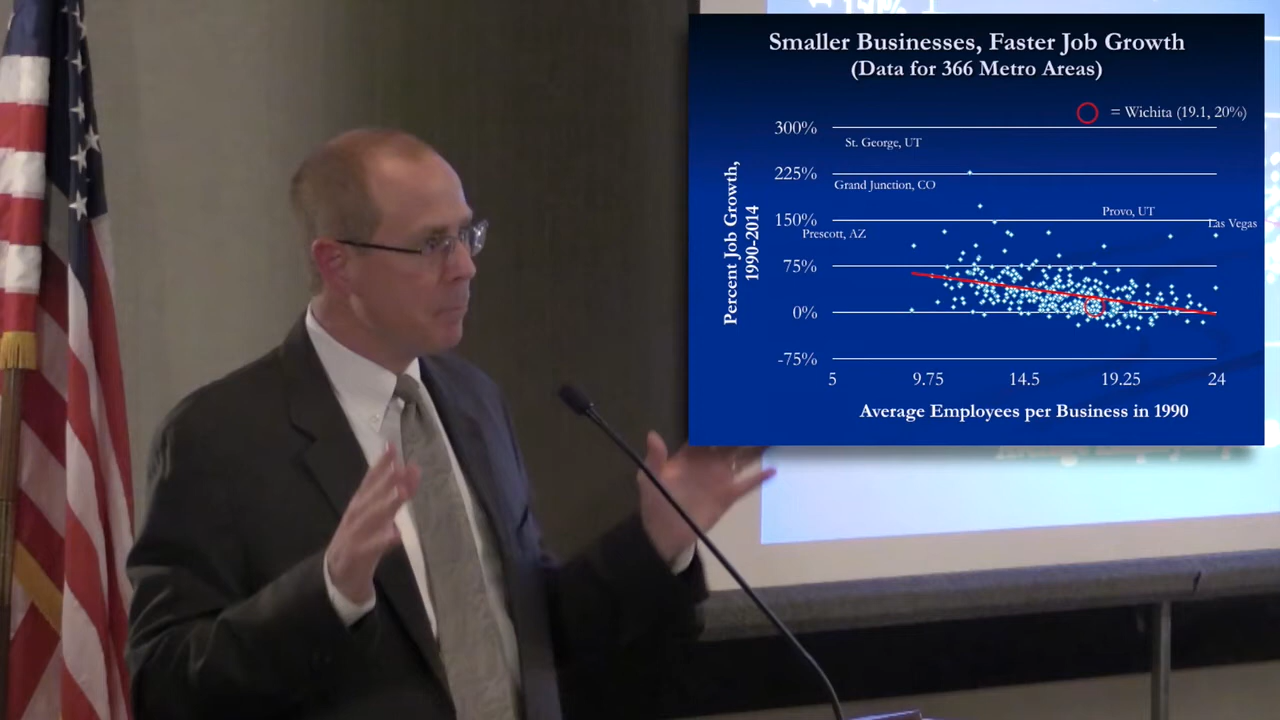 Smaller Businesses, Faster Job Growth
(Data for 366 Metro Areas)
= Wichita (19.1, 20%)
300%
St. George, UT
225%
Grand Junction, CO
150%
Provo, UT
Las Vegas
Prescott, AZ
75%
0%
-75%
Percent Job Growth,
1990-2014
5 9.75 14.5 19.25 24
Average Employees per Business in 1990